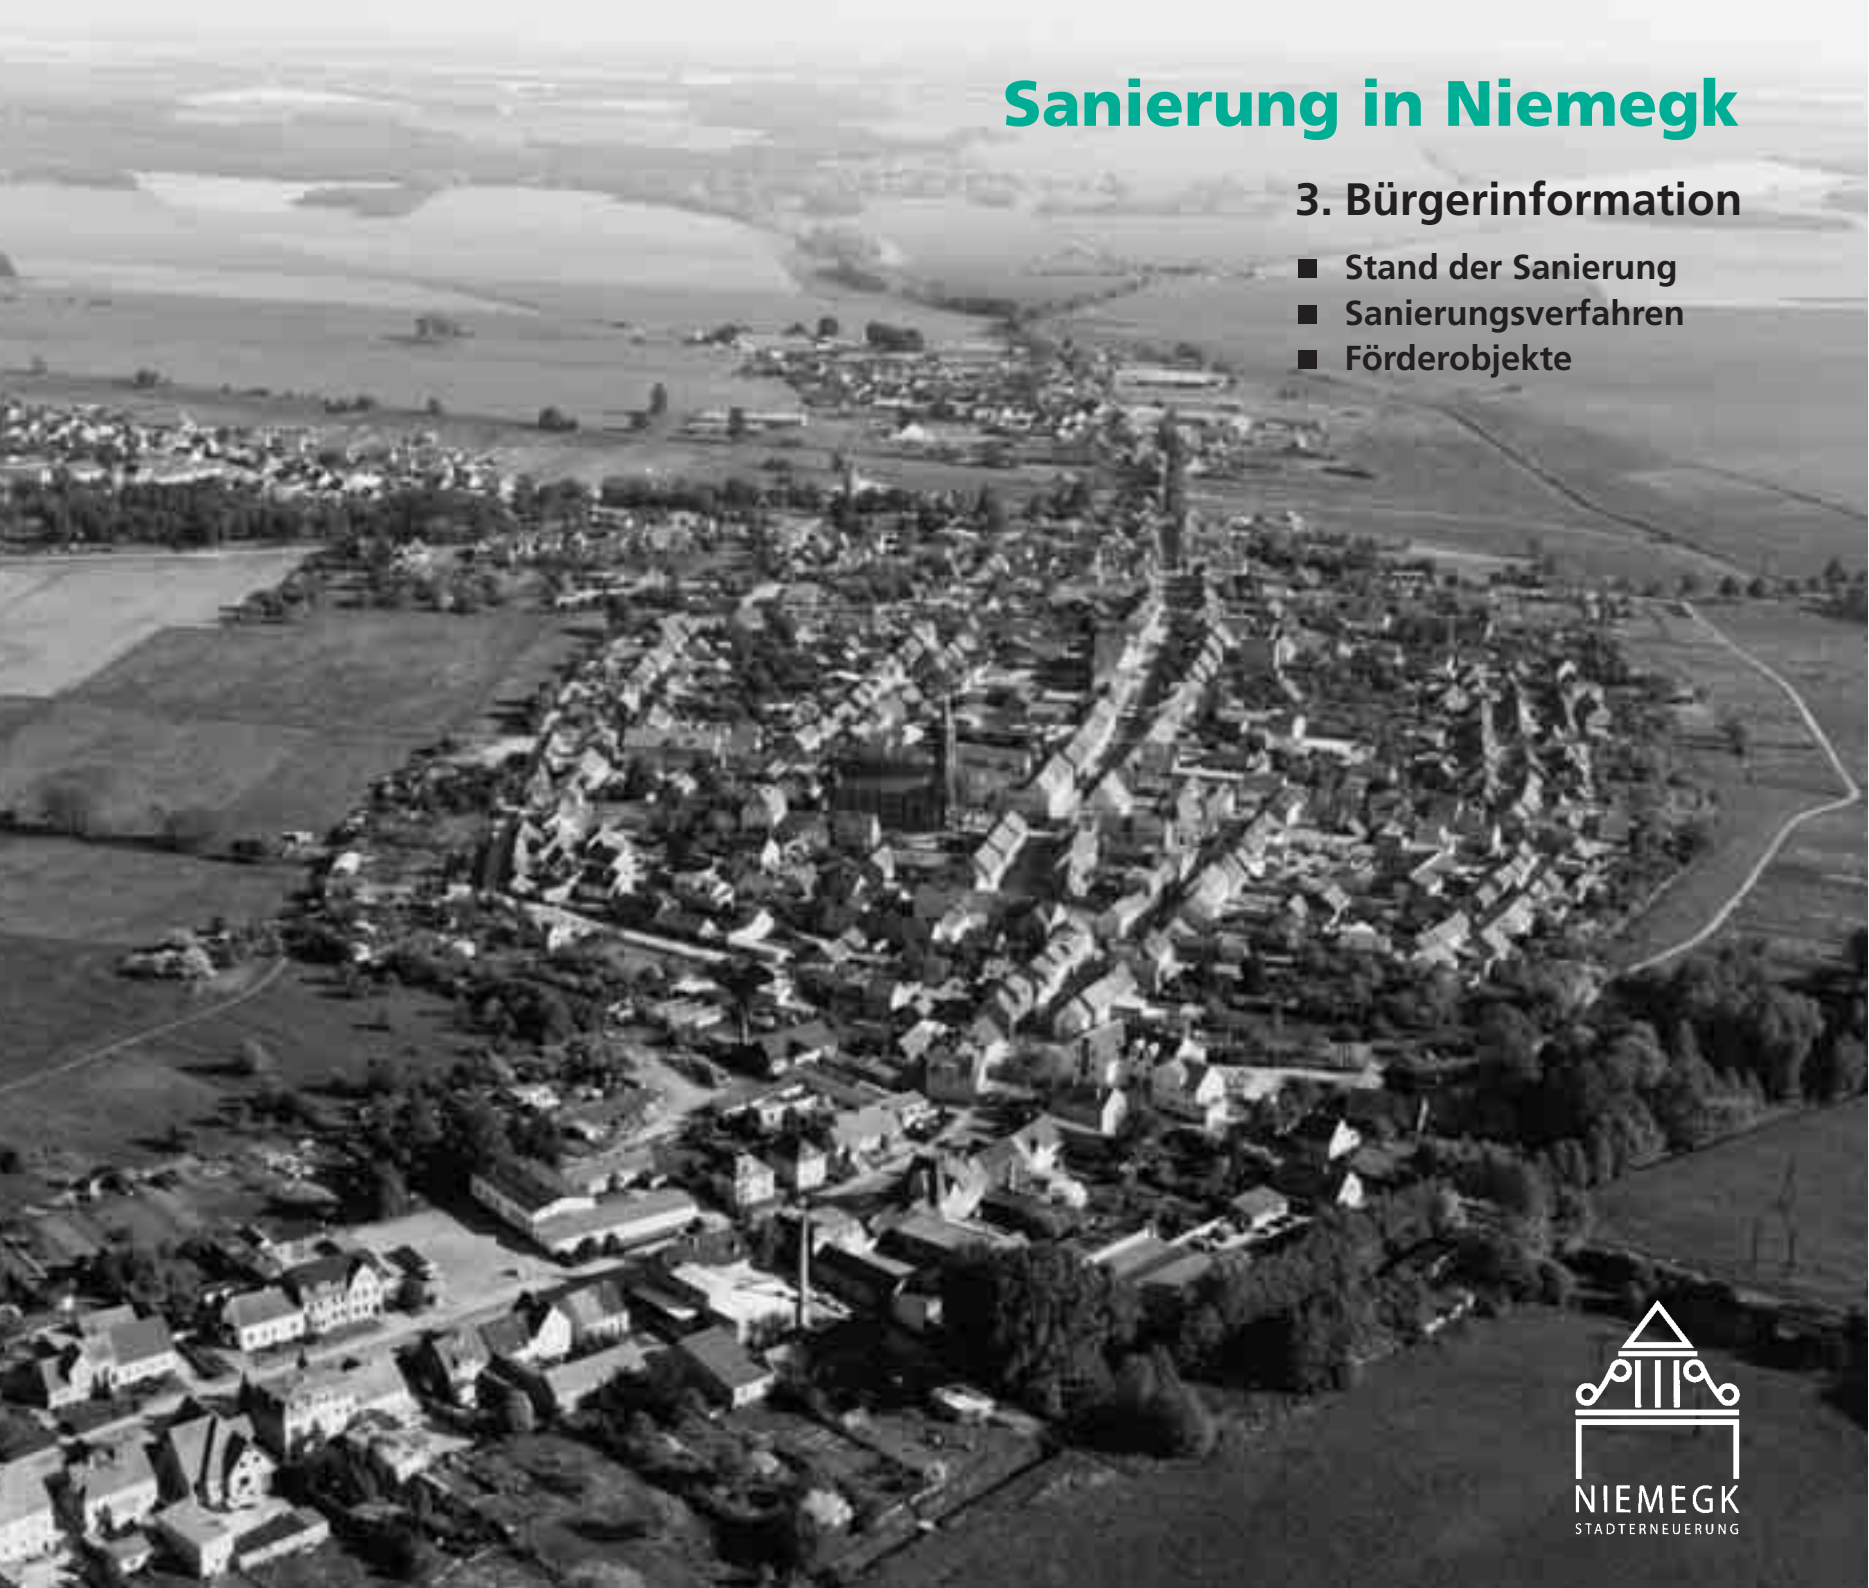 Sanierung in Niemegk
3. Bürgerinformation
■ Stand der Sanierung
■ Sanierungsverfahren
■ Förderobjekte
NIEMEGK
STADTERNEUERUNG